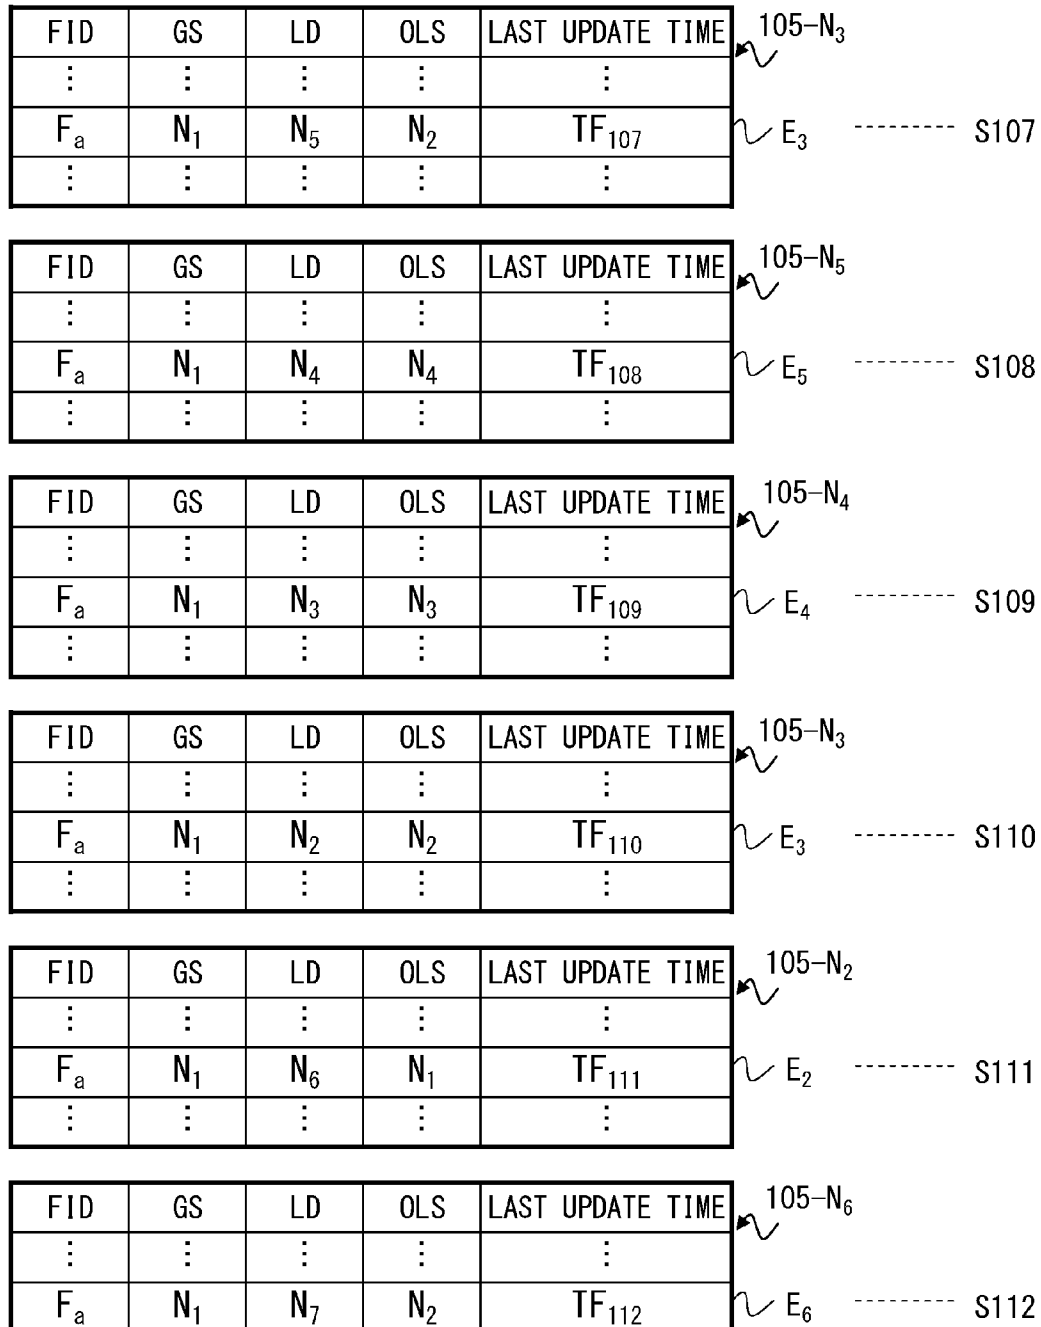 FID GS LD OLS LAST UPDATE TIME 105-N₃
⋮ ⋮ ⋮ ⋮ ⋮
Fₐ N₁ N₅ N₂ TF₁₀₇ E₃ -------- S107
⋮ ⋮ ⋮ ⋮ ⋮
FID GS LD OLS LAST UPDATE TIME 105-N₅
⋮ ⋮ ⋮ ⋮ ⋮
Fₐ N₁ N₄ N₄ TF₁₀₈ E₅ -------- S108
⋮ ⋮ ⋮ ⋮ ⋮
FID GS LD OLS LAST UPDATE TIME 105-N₄
⋮ ⋮ ⋮ ⋮ ⋮
Fₐ N₁ N₃ N₃ TF₁₀₉ E₄ -------- S109
⋮ ⋮ ⋮ ⋮ ⋮
FID GS LD OLS LAST UPDATE TIME 105-N₃
⋮ ⋮ ⋮ ⋮ ⋮
Fₐ N₁ N₂ N₂ TF₁₁₀ E₃ -------- S110
⋮ ⋮ ⋮ ⋮ ⋮
FID GS LD OLS LAST UPDATE TIME 105-N₂
⋮ ⋮ ⋮ ⋮ ⋮
Fₐ N₁ N₆ N₁ TF₁₁₁ E₂ -------- S111
⋮ ⋮ ⋮ ⋮ ⋮
FID GS LD OLS LAST UPDATE TIME 105-N₆
⋮ ⋮ ⋮ ⋮ ⋮
Fₐ N₁ N₇ N₂ TF₁₁₂ E₆ -------- S112